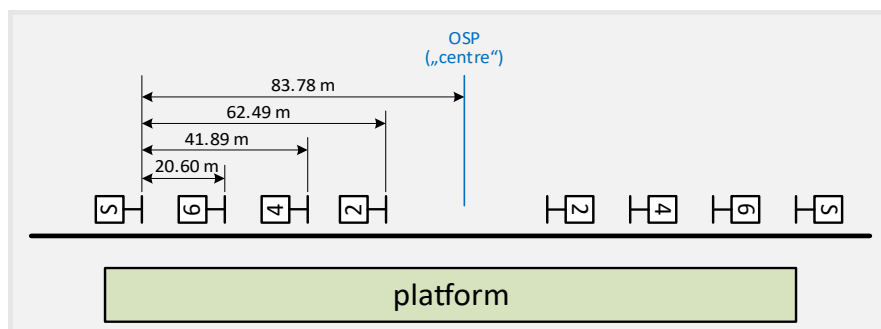 OSP
(„centre“)
83.78 m
62.49 m
41.89 m
20.60 m
S 6 4 2 2 4 6 S
platform